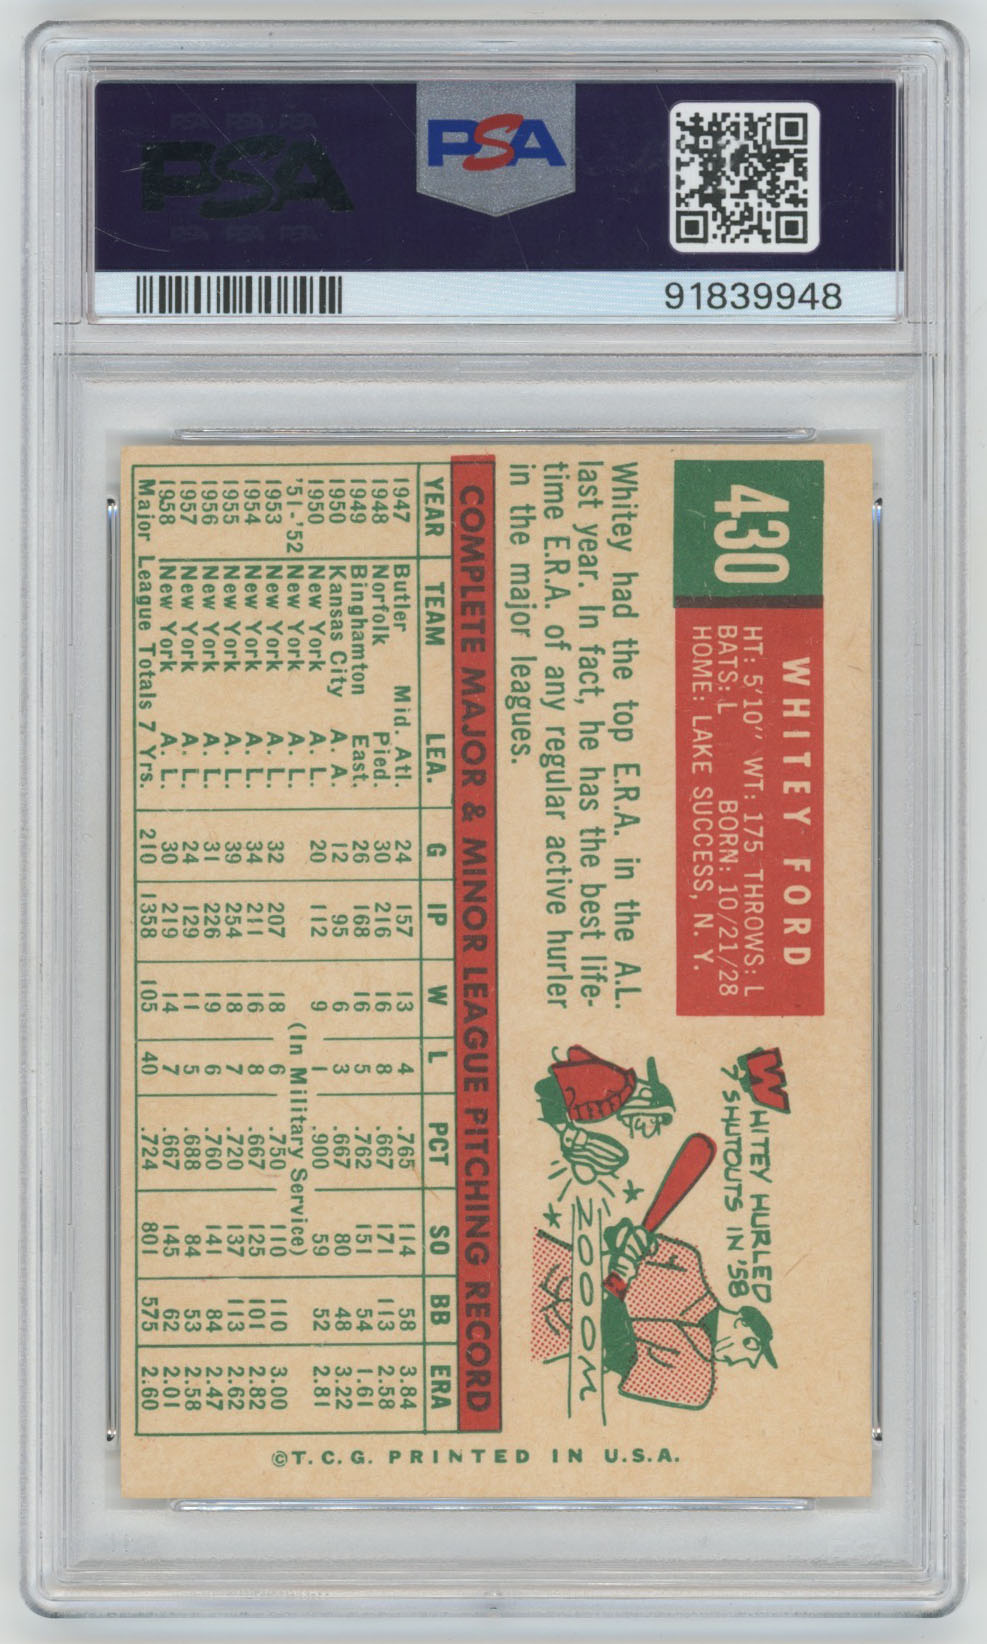 PSA
PSA
91839948
430
WHITEY FORD
HT: 5'10" WT: 175 THROWS: L
BATS: L BORN: 10/21/28
HOME: LAKE SUCCESS, N. Y.
Whitey had the top E.R.A. in the A.L.
last year. In fact, he has the best life-
time E.R.A. of any regular active hurler
in the major leagues.
WHITEY HURLED
7 SHUTOUTS IN '58
ZOOOOM
COMPLETE MAJOR & MINOR LEAGUE PITCHING RECORD
YEAR TEAM LEA. G IP W L PCT SO BB ERA
1947 Butler Mid. Atl. 24 157 13 4 .765 114 58 3.84
1948 Norfolk Pied. 30 216 16 8 .667 171 113 2.58
1949 Binghamton East. 26 168 16 5 .762 151 54 1.61
1950 Kansas City A. A. 12 95 6 3 .667 80 48 3.22
1950 New York A. L. 20 112 9 1 .900 59 52 2.81
'51-'52 New York A. L. (In Military Service)
1953 New York A. L. 32 207 18 6 .750 110 110 3.00
1954 New York A. L. 34 211 16 8 .667 125 101 2.82
1955 New York A. L. 39 254 18 7 .720 137 113 2.62
1956 New York A. L. 31 226 19 6 .760 141 84 2.47
1957 New York A. L. 24 129 11 5 .688 84 53 2.58
1958 New York A. L. 30 219 14 7 .667 145 62 2.01
Major League Totals 7 Yrs. 210 1358 105 40 .724 801 575 2.60
©T. C. G. PRINTED IN U.S.A.